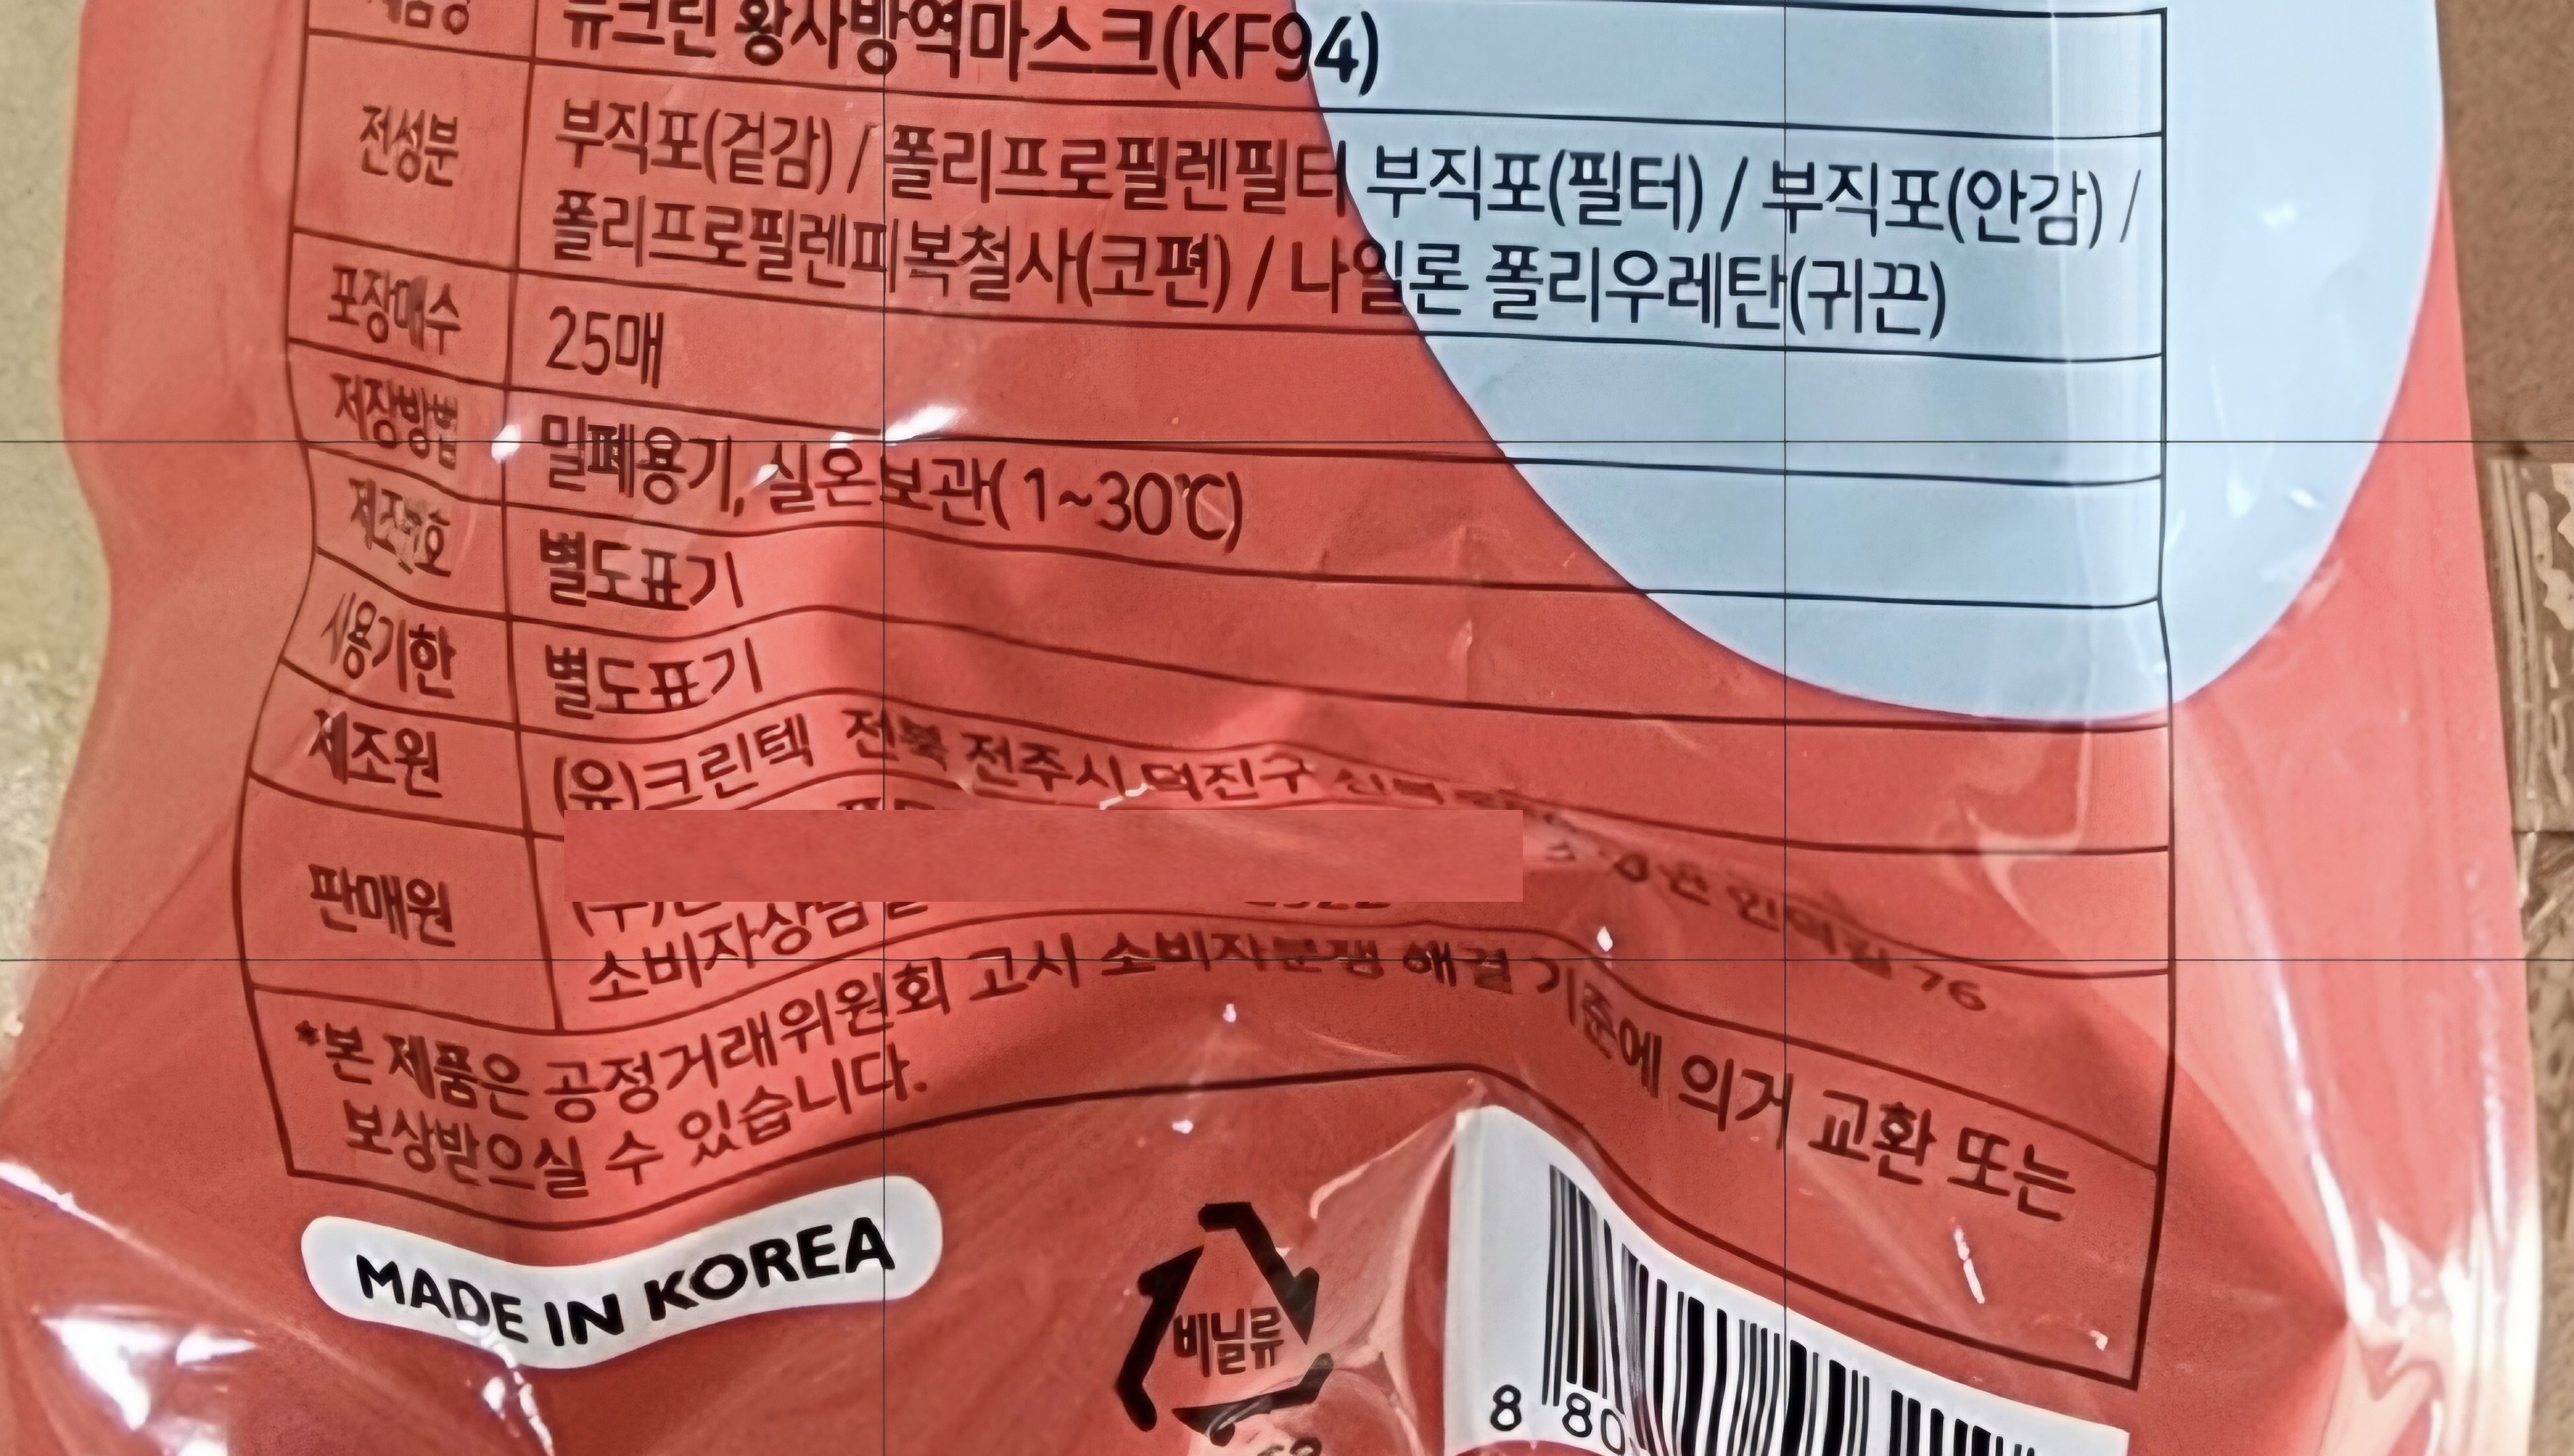 유크린 황사방역마스크(KF94)
전성분 부직포(겉감) / 폴리프로필렌필터 부직포(필터) / 부직포(안감) /
폴리프로필렌피복철사(코편) / 나일론 폴리우레탄(귀끈)
포장매수 25매
저장방법 밀폐용기, 실온보관( 1~30℃)
제조번호 별도표기
사용기한 별도표기
제조원 (유)크린텍 전북 전주시 덕진구
판매원
76
소비자상담
*본 제품은 공정거래위원회 고시 소비자분쟁 해결 기준에 의거 교환 또는
보상받으실 수 있습니다.
MADE IN KOREA
비닐류
8 80